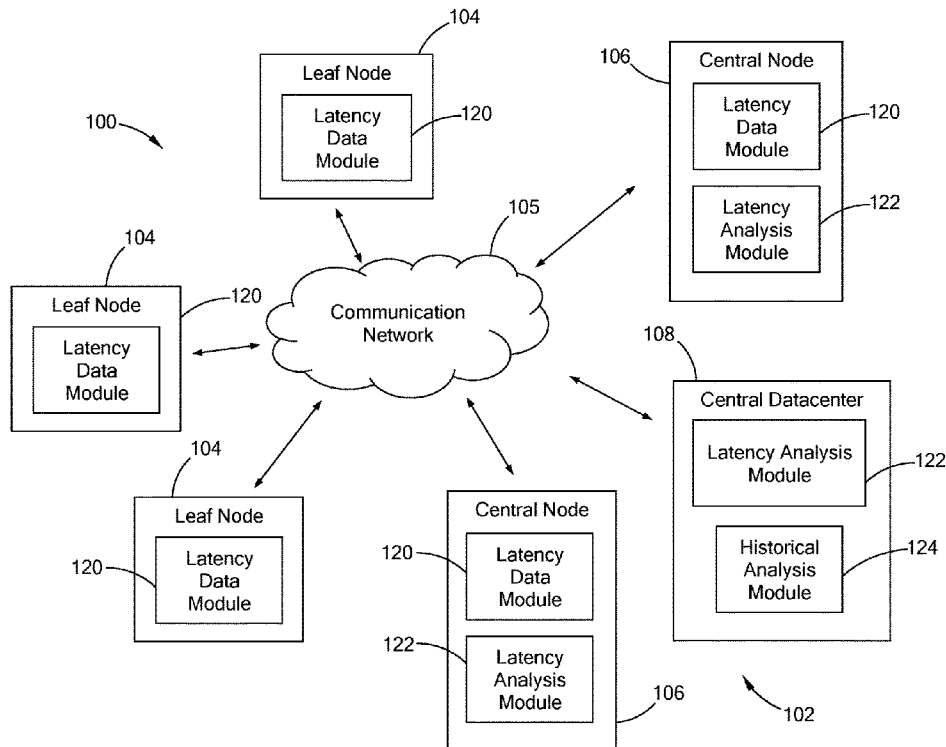 104
Leaf Node
Latency
Data
Module
120
100
106
Central Node
Latency
Data
Module
120
Latency
Analysis
Module
122
105
Communication
Network
104
Leaf Node
120
Latency
Data
Module
108
Central Datacenter
Latency Analysis
Module
122
Historical
Analysis
Module
124
104
Leaf Node
120
Latency
Data
Module
Central Node
120
Latency
Data
Module
122
Latency
Analysis
Module
106
102